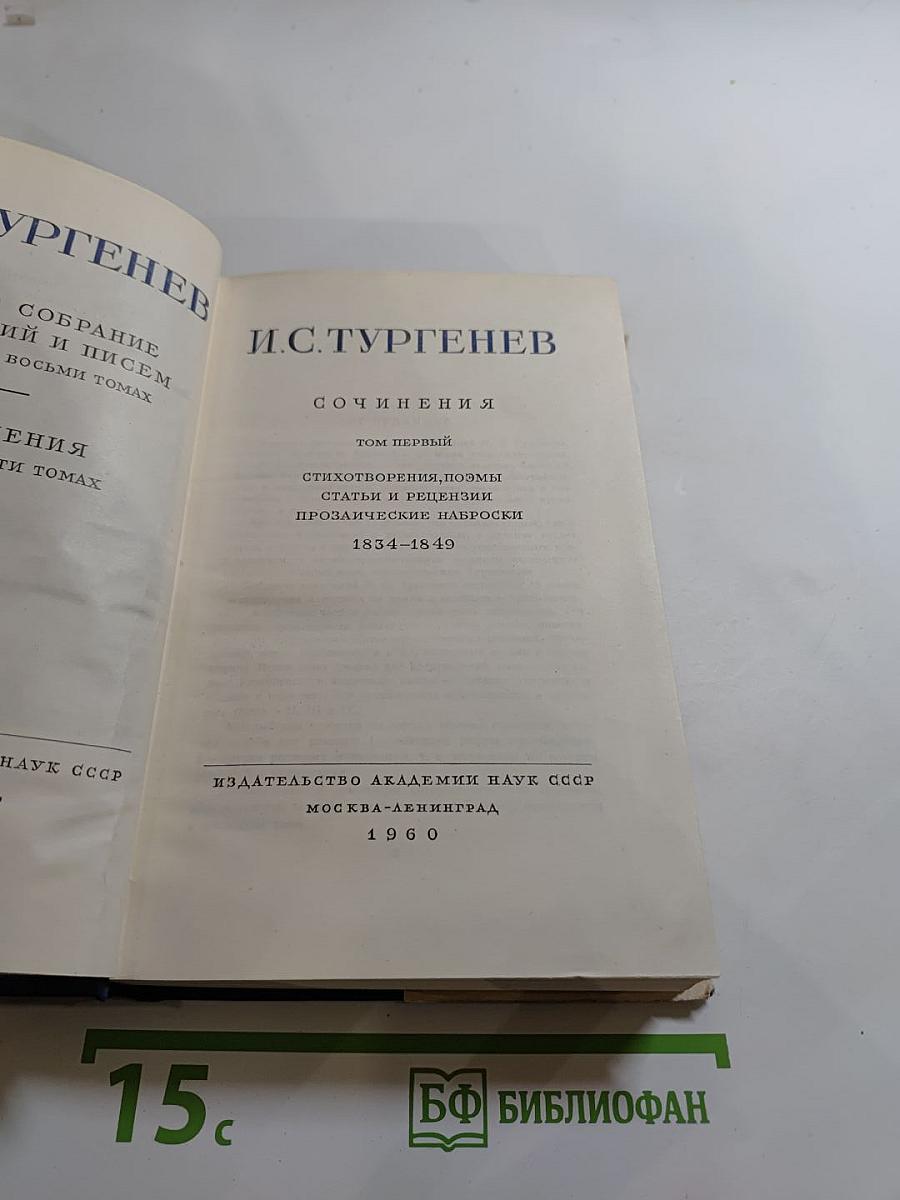 УРГЕНЕВ
СОБРАНИЕ
ИЙ И ПИСЕМ
ВОСЬМИ ТОМАХ
ЕНИЯ
ТИ ТОМАХ
НАУК СССР
И.С.ТУРГЕНЕВ
СОЧИНЕНИЯ
ТОМ ПЕРВЫЙ
СТИХОТВОРЕНИЯ,ПОЭМЫ
СТАТЬИ И РЕЦЕНЗИИ
ПРОЗАИЧЕСКИЕ НАБРОСКИ
1834–1849
ИЗДАТЕЛЬСТВО АКАДЕМИИ НАУК СССР
МОСКВА-ЛЕНИНГРАД
1960
15 с
БФ БИБЛИОФАН